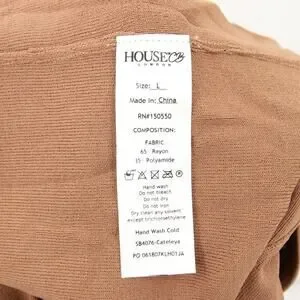 HOUSE CB
LONDON
Size: L
Made In: China
RN#150550
COMPOSITION:
FABRIC
65% Rayon
35% Polyamide
Hand wash
Do not bleach
Do not dry
Do not iron
Dry clean any solvent
except trichloroethylene
Hand Wash Cold
SB4076-Cateleya
PO 061807KLH01JA